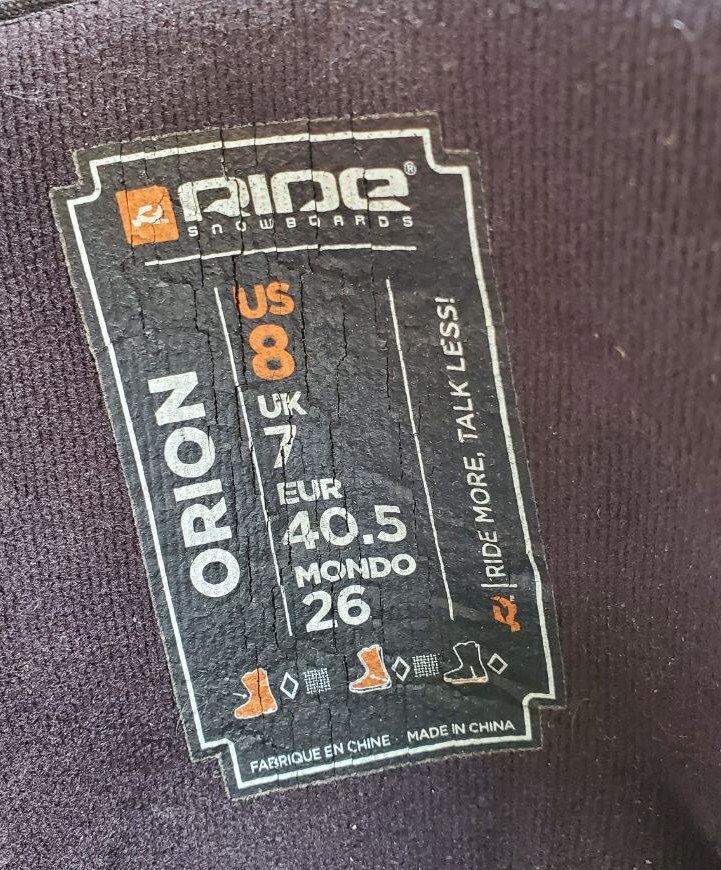 RIDE®
SNOWBOARDS
ORION
US
8
UK
7
EUR
40.5
MONDO
26
RIDE MORE, TALK LESS!
FABRIQUE EN CHINE · MADE IN CHINA